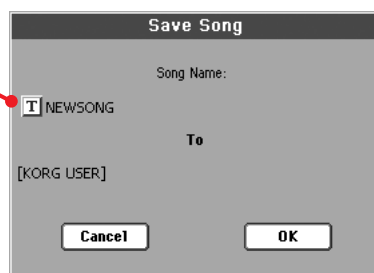 Save Song
Song Name:
T NEWSONG
To
[KORG USER]
Cancel OK